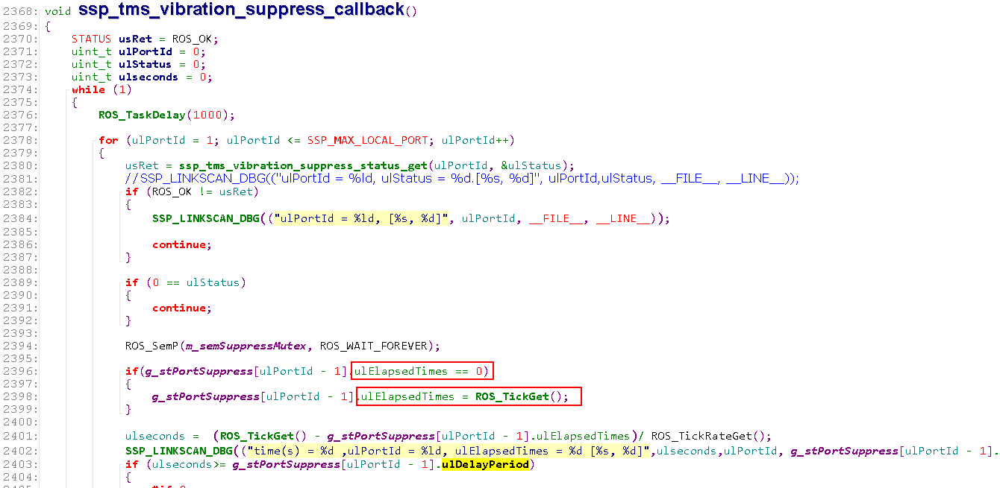 2368: void ssp_tms_vibration_suppress_callback()
2369: {
2370: STATUS usRet = ROS_OK;
2371: uint_t ulPortId = 0;
2372: uint_t ulStatus = 0;
2373: uint_t ulseconds = 0;
2374: while (1)
2375: {
2376: ROS_TaskDelay(1000);
2377:
2378: for (ulPortId = 1; ulPortId <= SSP_MAX_LOCAL_PORT; ulPortId++)
2379: {
2380: usRet = ssp_tms_vibration_suppress_status_get(ulPortId, &ulStatus);
2381: //SSP_LINKSCAN_DBG(("ulPortId = %ld, ulStatus = %d.[%s, %d]", ulPortId,ulStatus, __FILE__, __LINE__));
2382: if (ROS_OK != usRet)
2383: {
2384: SSP_LINKSCAN_DBG(("ulPortId = %ld, [%s, %d]", ulPortId, __FILE__, __LINE__));
2385:
2386: continue;
2387: }
2388:
2389: if (0 == ulStatus)
2390: {
2391: continue;
2392: }
2393:
2394: ROS_SemP(m_semSuppressMutex, ROS_WAIT_FOREVER);
2395:
2396: if(g_stPortSuppress[ulPortId - 1].ulElapsedTimes == 0)
2397: {
2398: g_stPortSuppress[ulPortId - 1].ulElapsedTimes = ROS_TickGet();
2399: }
2400:
2401: ulseconds = (ROS_TickGet() - g_stPortSuppress[ulPortId - 1].ulElapsedTimes)/ ROS_TickRateGet();
2402: SSP_LINKSCAN_DBG(("time(s) = %d ,ulPortId = %ld, ulElapsedTimes = %d [%s, %d]",ulseconds,ulPortId, g_stPortSuppress[ulPortId - 1].
2403: if (ulseconds>= g_stPortSuppress[ulPortId - 1].ulDelayPeriod)
2404: {